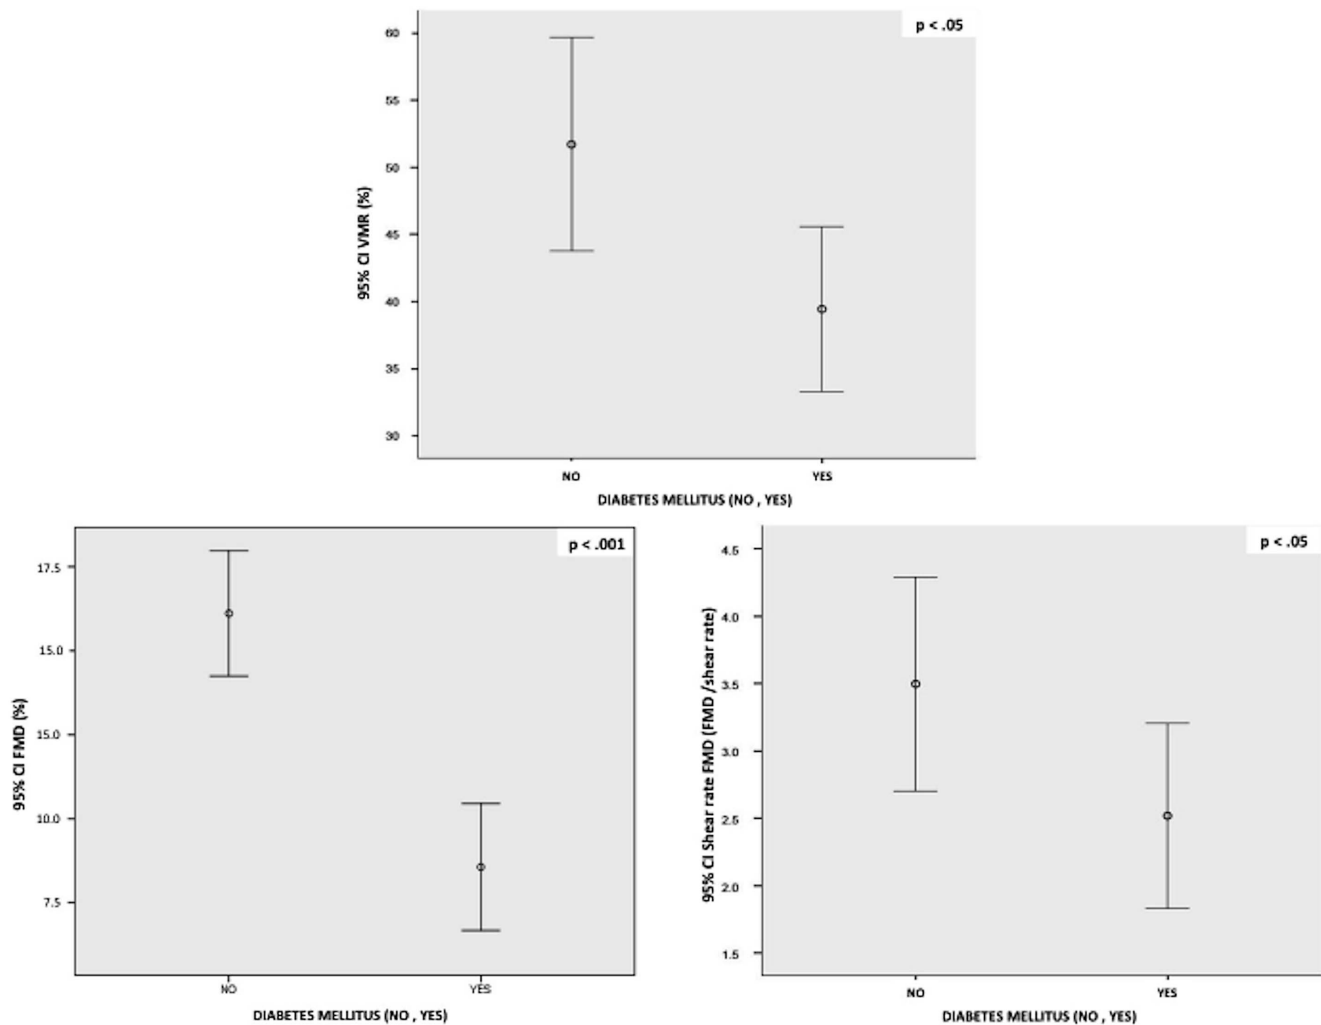 p < .05
60
55
50
45
40
35
30
95% CI VMR (%)
NO
YES
DIABETES MELLITUS (NO , YES)
p < .001
17.5
15.0
15.0
10.0
7.5
95% CI FMD (%)
NO
YES
DIABETES MELLITUS (NO , YES)
p < .05
4.5
4.0
3.5
3.0
2.5
2.0
1.5
95% CI Shear rate FMD (FMD /shear rate)
NO
YES
DIABETES MELLITUS (NO , YES)